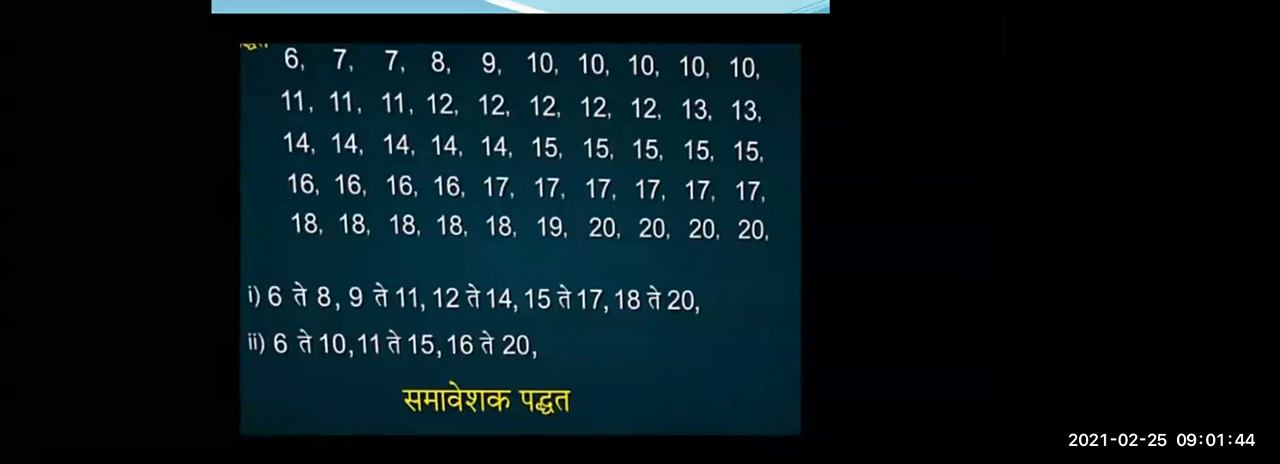 6, 7, 7, 8, 9, 10, 10, 10, 10, 10,
11, 11, 11, 12, 12, 12, 12, 12, 13, 13,
14, 14, 14, 14, 14, 15, 15, 15, 15, 15,
16, 16, 16, 16, 17, 17, 17, 17, 17, 17,
18, 18, 18, 18, 18, 19, 20, 20, 20, 20,
i) 6 ते 8, 9 ते 11, 12 ते 14, 15 ते 17, 18 ते 20,
ii) 6 ते 10, 11 ते 15, 16 ते 20,
समावेशक पद्धत
2021-02-25 09:01:44